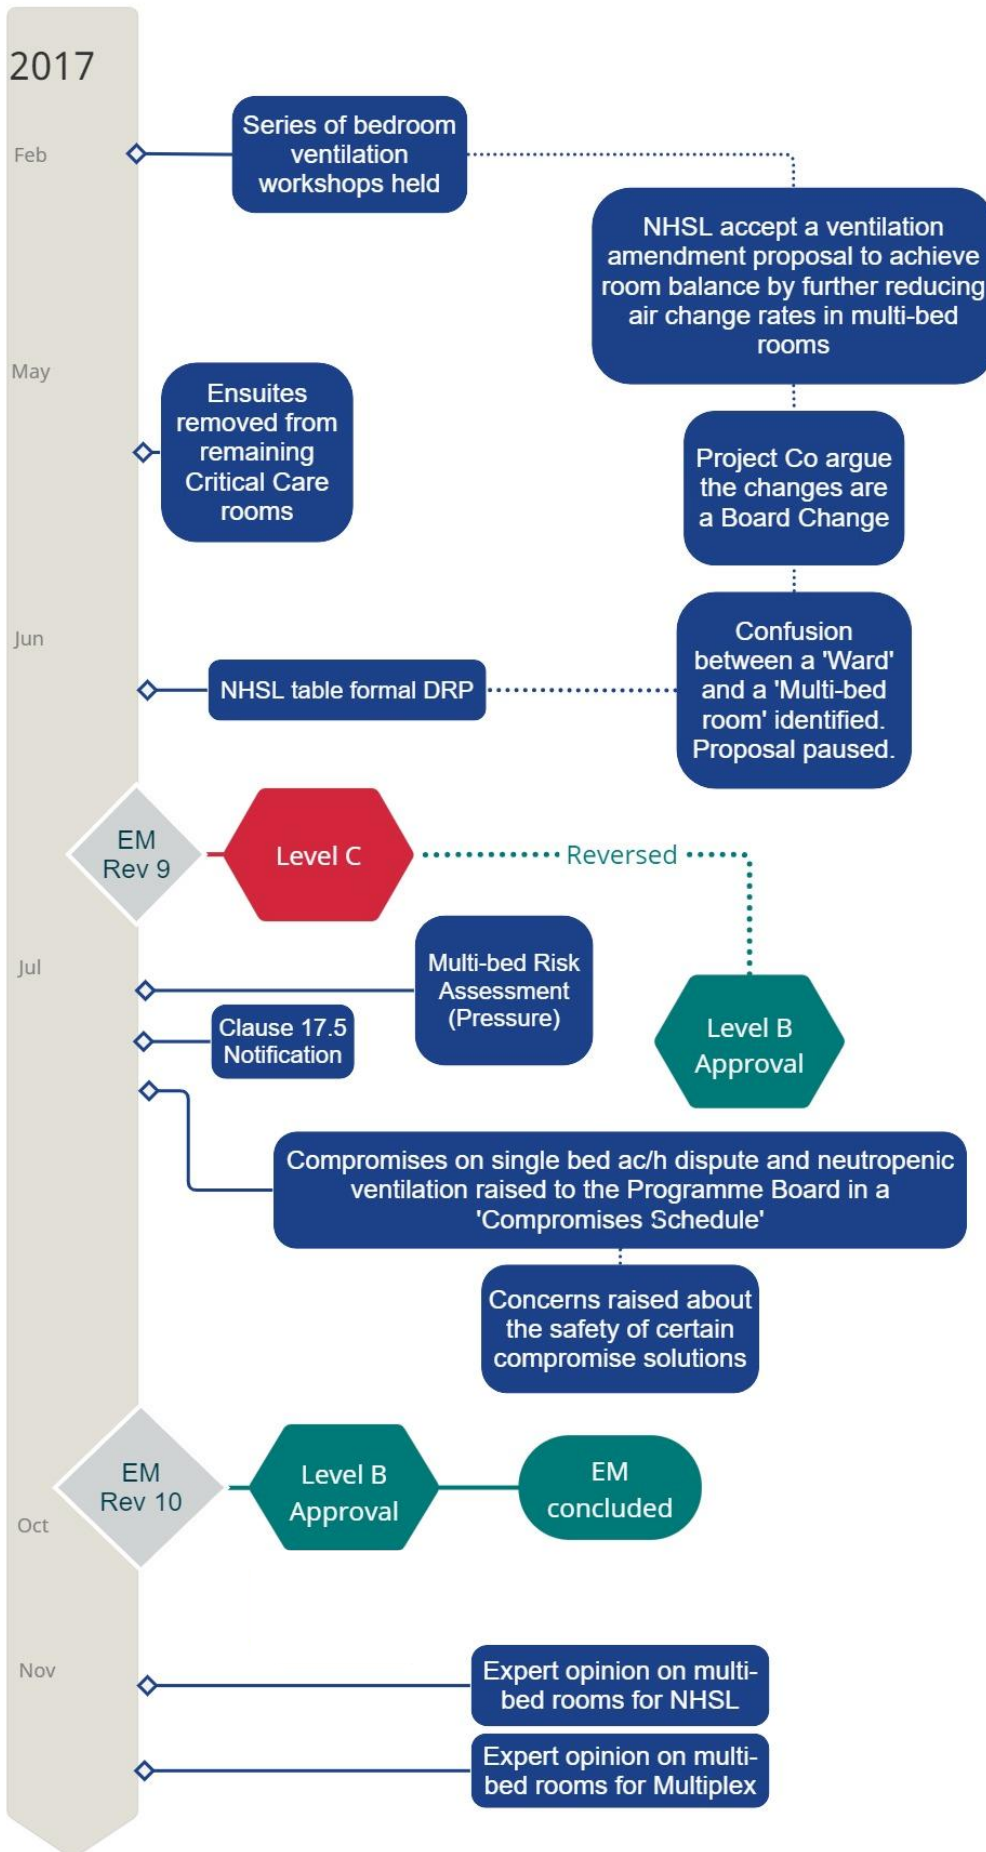 2017
Feb
Series of bedroom
ventilation
workshops held
NHSL accept a ventilation
amendment proposal to achieve
room balance by further reducing
air change rates in multi-bed
rooms
May
Ensuites
removed from
remaining
Critical Care
rooms
Project Co argue
the changes are
a Board Change
Jun
Confusion
between a 'Ward'
and a 'Multi-bed
room' identified.
Proposal paused.
NHSL table formal DRP
EM
Rev 9
Level C
Reversed
Level B
Approval
Jul
Multi-bed Risk
Assessment
(Pressure)
Clause 17.5
Notification
Compromises on single bed ac/h dispute and neutropenic
ventilation raised to the Programme Board in a
'Compromises Schedule'
Concerns raised about
the safety of certain
compromise solutions
EM
Rev 10
Level B
Approval
EM
concluded
Oct
Nov
Expert opinion on multi-
bed rooms for NHSL
Expert opinion on multi-
bed rooms for Multiplex